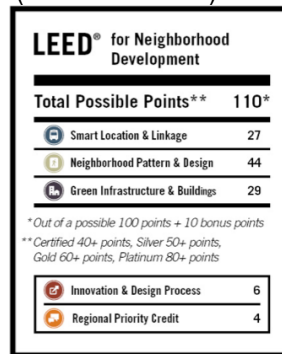 LEED® for Neighborhood
Development
Total Possible Points** 110*
Smart Location & Linkage 27
Neighborhood Pattern & Design 44
Green Infrastructure & Buildings 29
*Out of a possible 100 points + 10 bonus points
**Certified 40+ points, Silver 50+ points,
Gold 60+ points, Platinum 80+ points
Innovation & Design Process 6
Regional Priority Credit 4